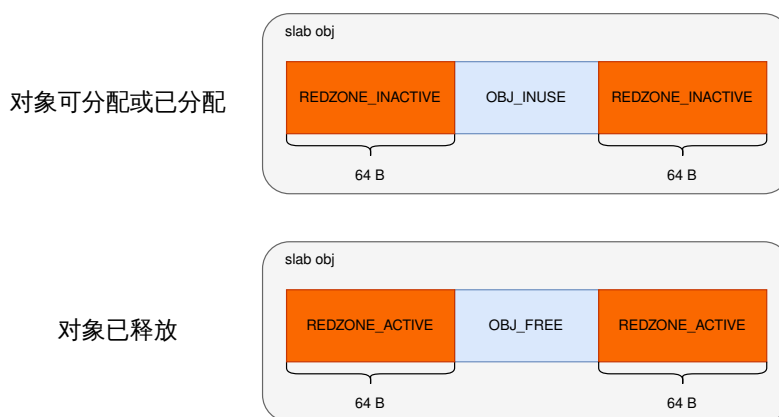 slab obj
对象可分配或已分配
REDZONE_INACTIVE OBJ_INUSE REDZONE_INACTIVE
64 B 64 B
slab obj
对象已释放
REDZONE_ACTIVE OBJ_FREE REDZONE_ACTIVE
64 B 64 B